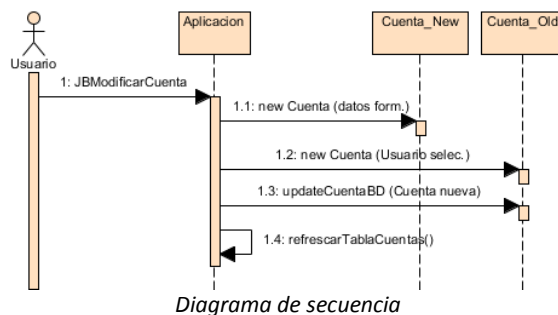 Aplicacion
Cuenta_New
Cuenta_Old
Usuario
1: JBModificarCuenta
1.1: new Cuenta (datos form.)
1.2: new Cuenta (Usuario selec.)
1.3: updateCuentaBD (Cuenta nueva)
1.4: refrescarTablaCuentas()
Diagrama de secuencia